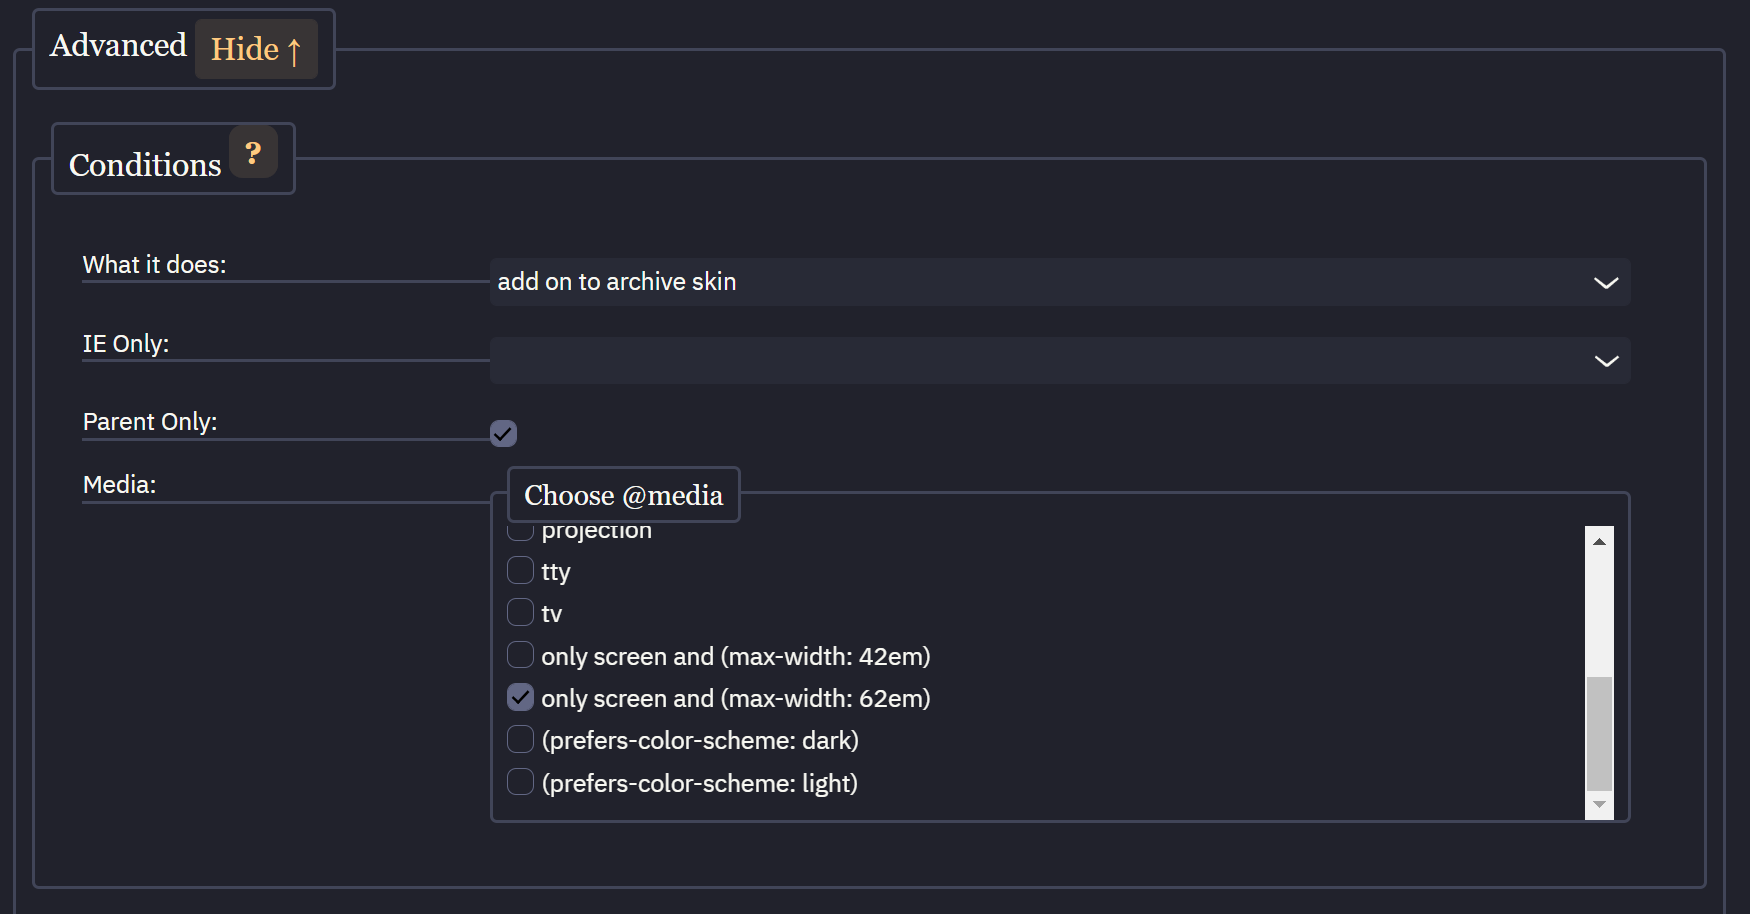 Advanced Hide ↑
Conditions ?
What it does:
add on to archive skin
IE Only:
Parent Only:
Media:
Choose @media
projection
tty
tv
only screen and (max-width: 42em)
only screen and (max-width: 62em)
(prefers-color-scheme: dark)
(prefers-color-scheme: light)